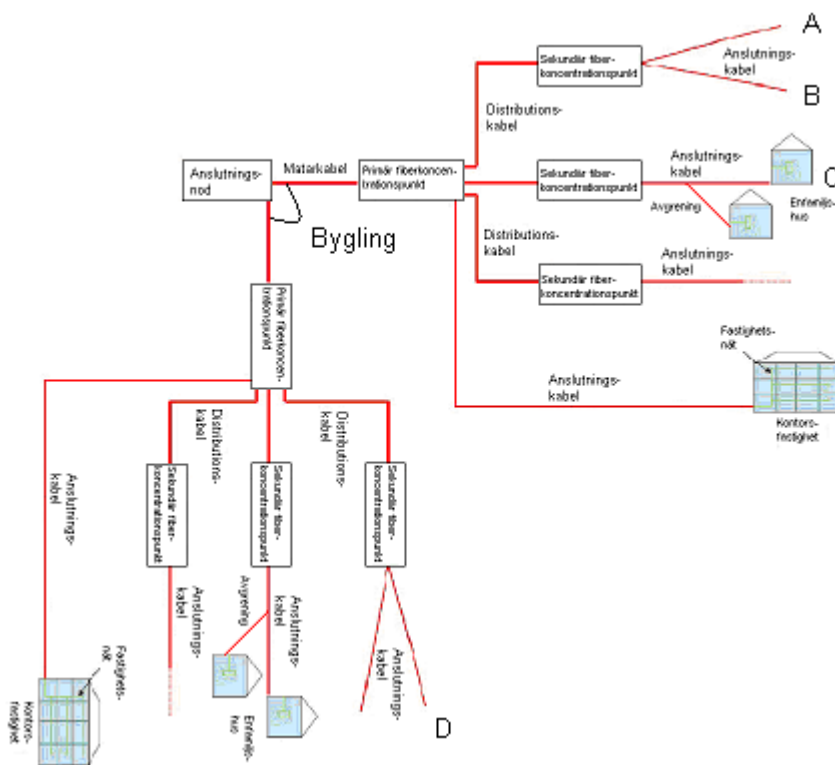 A
Sekundär fiber-
koncentrationspunkt
Anslutnings-
kabel
B
Distributions-
kabel
Anslutnings-
nod
Matarkabel
Primär fiberkoncen-
trationspunkt
Sekundär fiber-
koncentrationspunkt
Anslutnings-
kabel
C
Avgrening
Enfamiljs-
hus
Bygling
Distributions-
kabel
Sekundär fiber-
koncentrationspunkt
Anslutnings-
kabel
Primär fiberkoncen-
trationspunkt
Fastighets-
nät
Anslutnings-
kabel
Kontors-
fastighet
Distributions-
kabel
Distributions-
kabel
Anslutnings-
kabel
Sekundär fiber-
koncentrationspunkt
Sekundär fiber-
koncentrationspunkt
Sekundär fiber-
koncentrationspunkt
Anslutnings-
kabel
Avgrening
Anslutnings-
kabel
Anslutnings-
kabel
Fastighets-
nät
Kontors-
fastighet
Enfamiljs-
hus
D